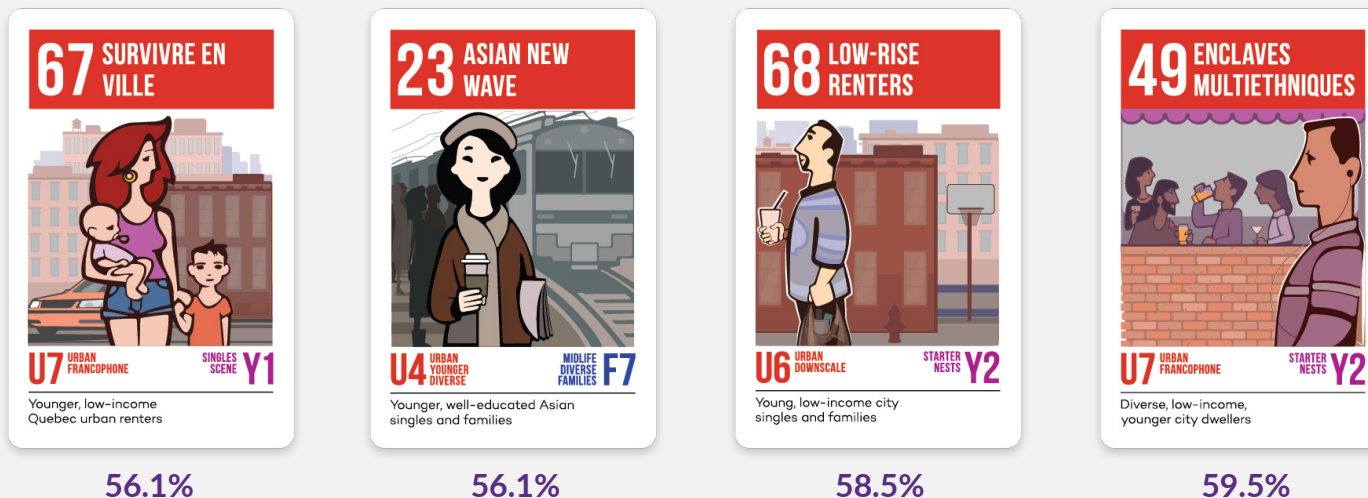 67 SURVIVRE EN
VILLE
U7 URBAN
FRANCOPHONE
SINGLES
SCENE Y1
Younger, low-income
Quebec urban renters
56.1%
23 ASIAN NEW
WAVE
U4 URBAN
YOUNGER
DIVERSE
MIDLIFE
DIVERSE
FAMILIES F7
Younger, well-educated Asian
singles and families
56.1%
68 LOW-RISE
RENTERS
U6 URBAN
DOWNSCALE
STARTER
NESTS Y2
Young, low-income city
singles and families
58.5%
49 ENCLAVES
MULTIETHNIQUES
U7 URBAN
FRANCOPHONE
STARTER
NESTS Y2
Diverse, low-income,
younger city dwellers
59.5%